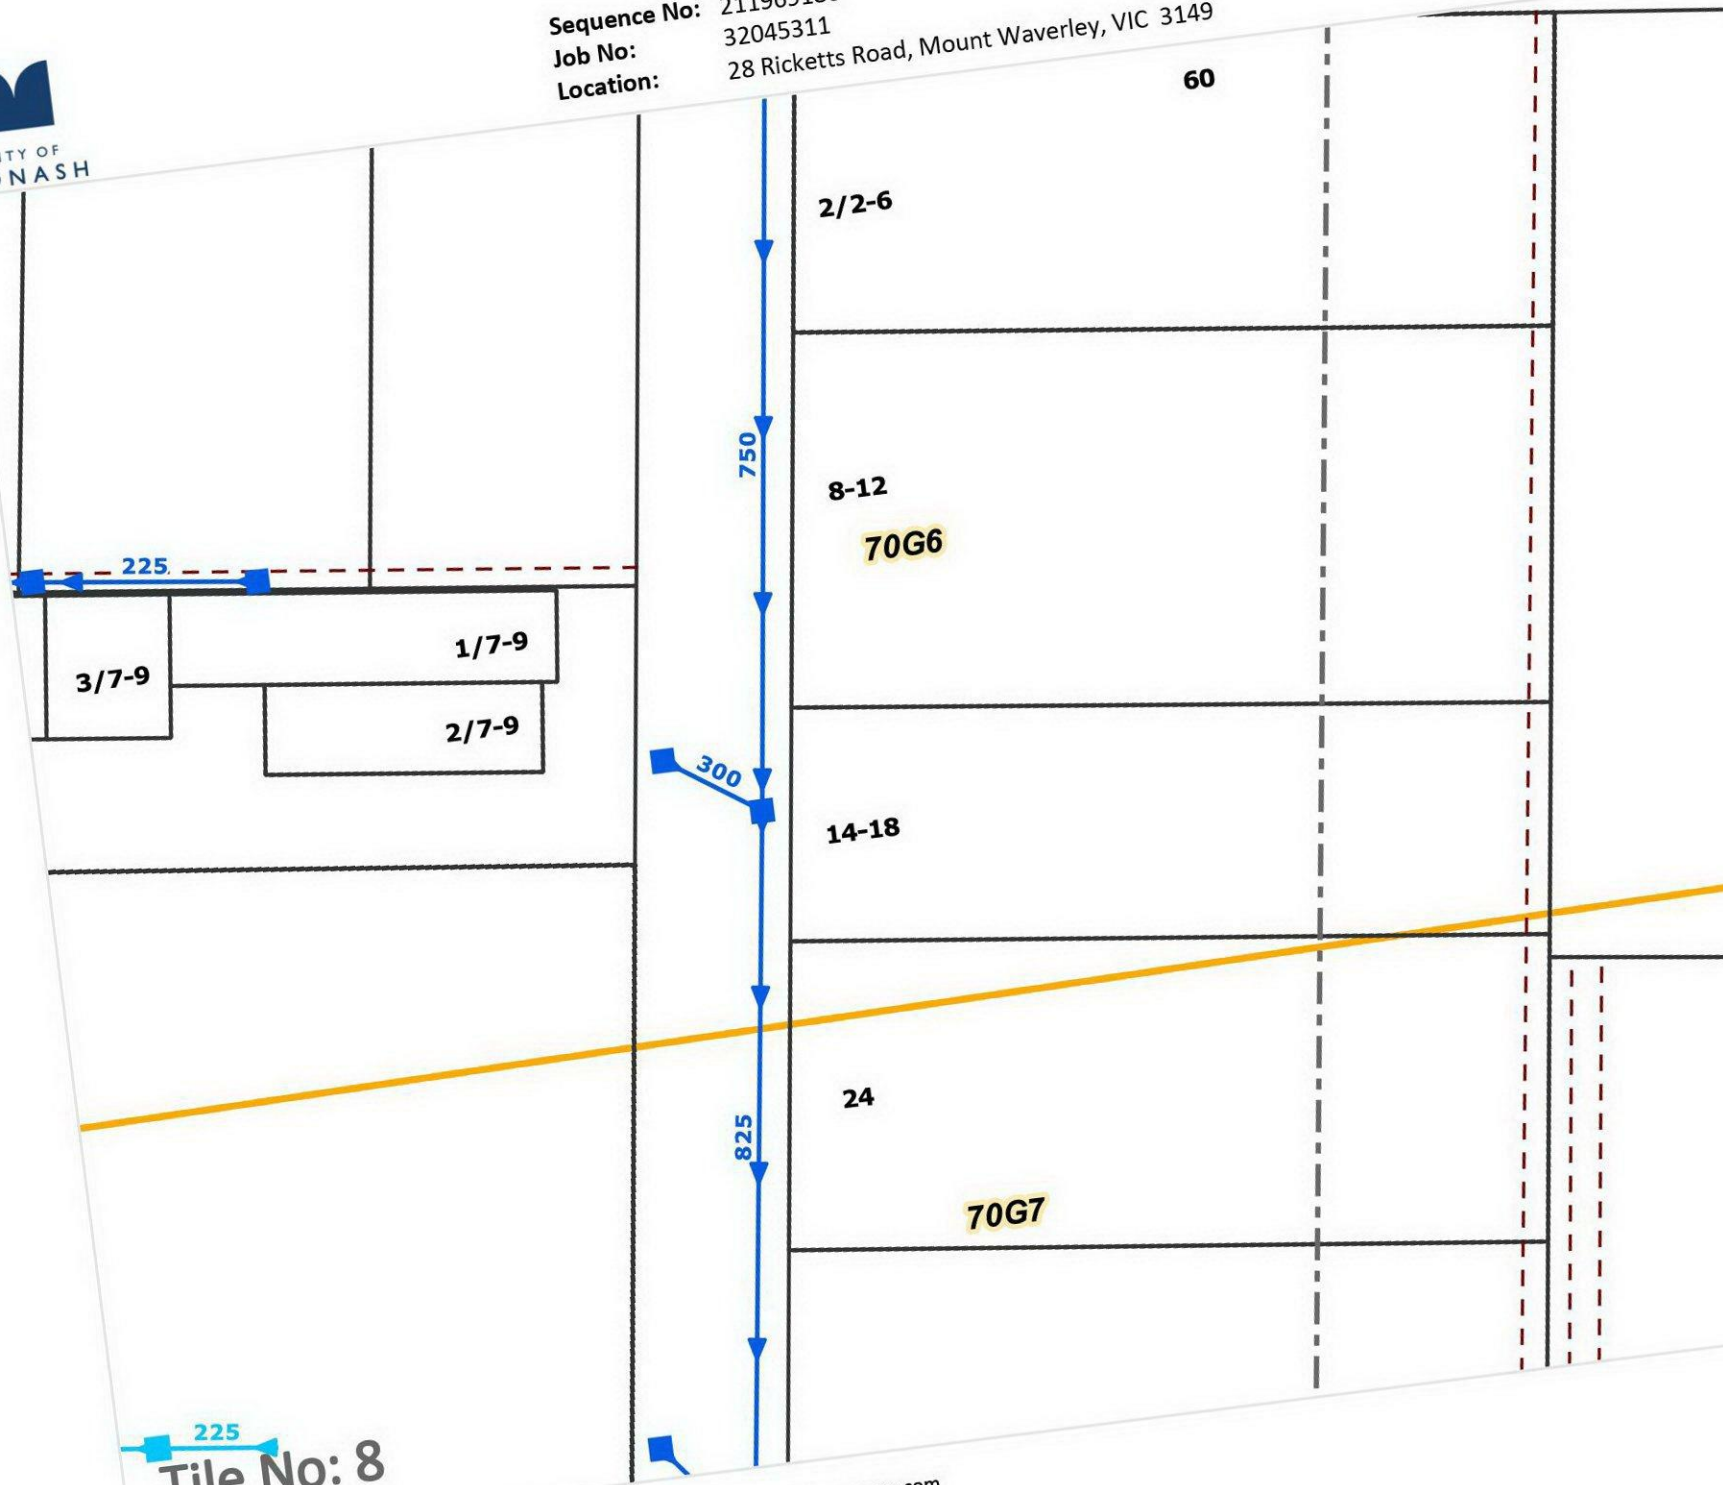 Sequence No:
Job No: 32045311
Location: 28 Ricketts Road, Mount Waverley, VIC 3149
OF
60
2/2-6
750
8-12
70G6
225
1/7-9
3/7-9
2/7-9
300
14-18
24
825
70G7
225
Tile No: 8